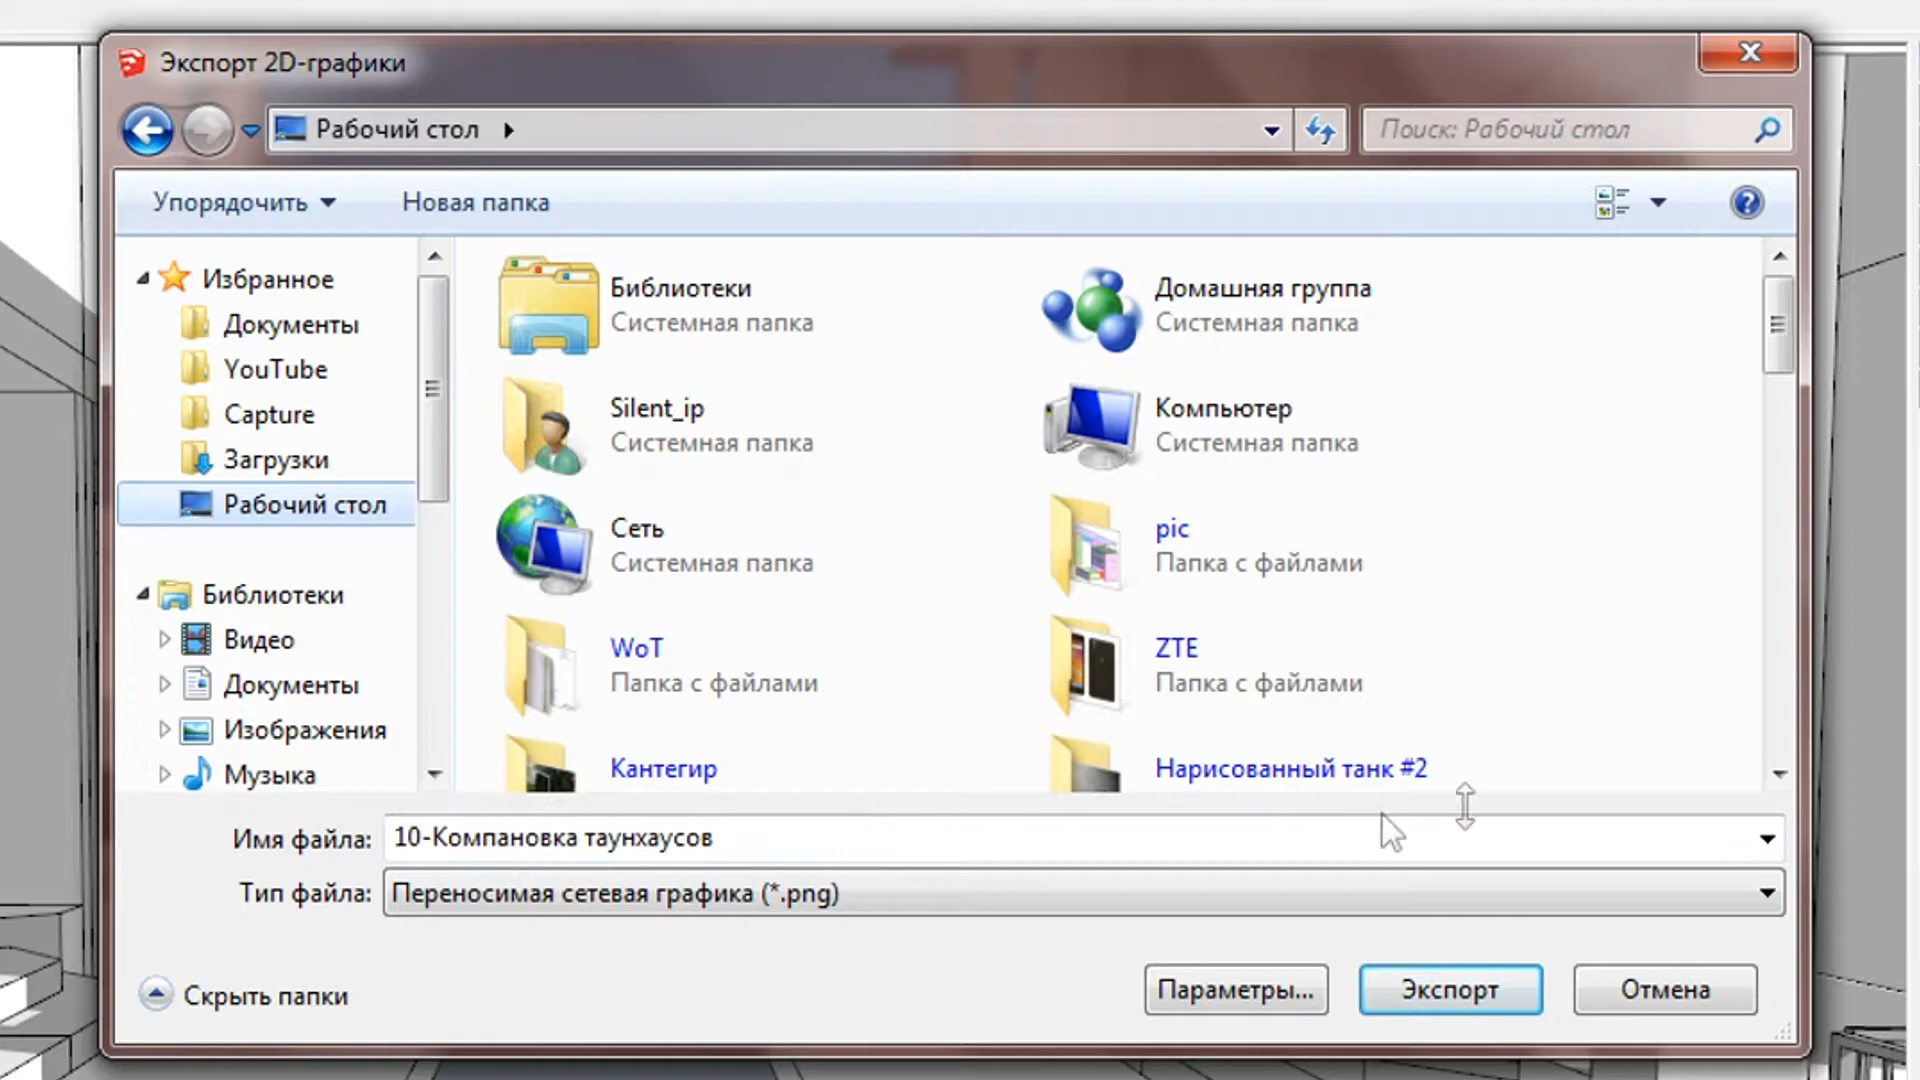 Экспорт 2D-графики
Рабочий стол
Поиск: Рабочий стол
Упорядочить
Новая папка
Избранное
Документы
YouTube
Capture
Загрузки
Рабочий стол
Библиотеки
Видео
Документы
Изображения
Музыка
Библиотеки
Системная папка
Домашняя группа
Системная папка
Silent_ip
Системная папка
Компьютер
Системная папка
Сеть
Системная папка
pic
Папка с файлами
WoT
Папка с файлами
ZTE
Папка с файлами
Кантегир
Нарисованный танк #2
Имя файла: 10-Компановка таунхаусов
Тип файла: Переносимая сетевая графика (*.png)
Скрыть папки
Параметры...
Экспорт
Отмена